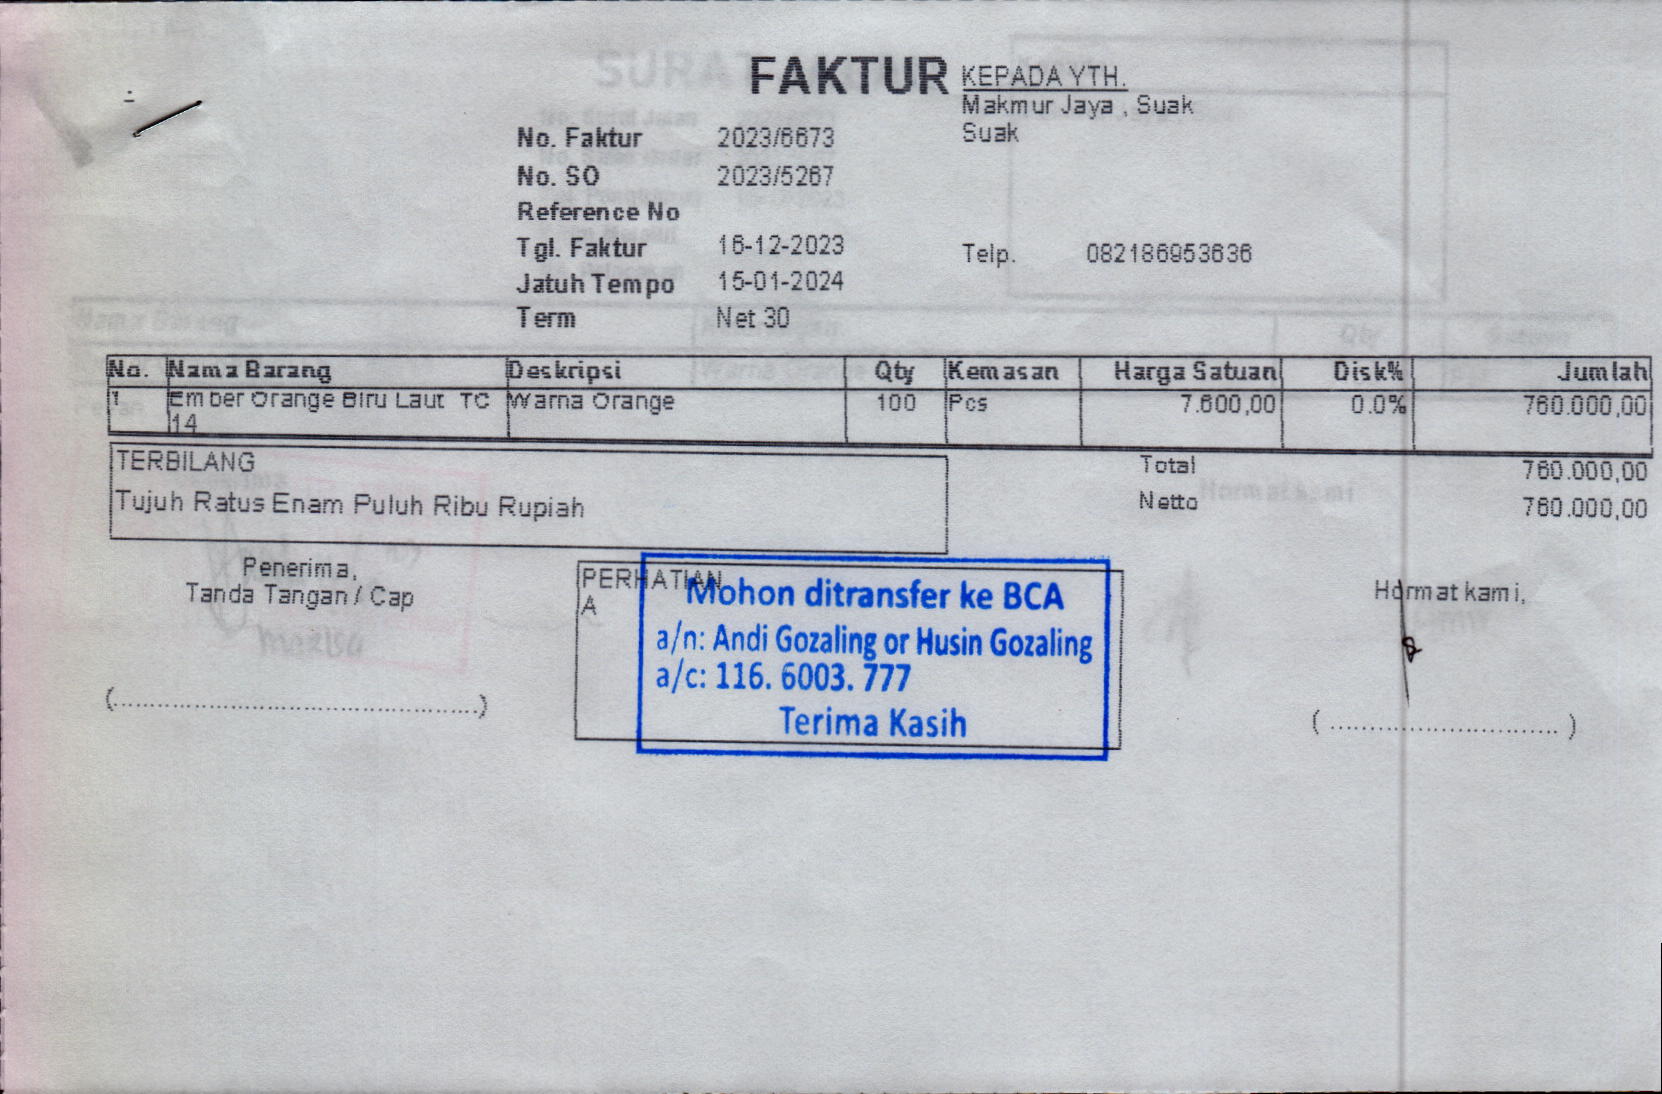 FAKTUR
KEPADA YTH.
Makmur Jaya , Suak
Suak
No. Faktur 2023/6673
No. SO 2023/5267
Reference No
Tgl. Faktur 16-12-2023
Telp. 082186953636
Jatuh Tempo 15-01-2024
Term Net 30
No. Nama Barang Deskripsi Qty Kemasan Harga Satuan Disk% Jumlah
1 Ember Orange Biru Laut TC Warna Orange 100 Pcs 7.600,00 0.0% 760.000,00
14
TERBILANG
Tujuh Ratus Enam Puluh Ribu Rupiah
Total 760.000,00
Netto 760.000,00
Penerima,
Tanda Tangan / Cap
(.................................................)
PERHATIAN
A
Mohon ditransfer ke BCA
a/n: Andi Gozaling or Husin Gozaling
a/c: 116. 6003. 777
Terima Kasih
Hormat kami,
( .............................. )